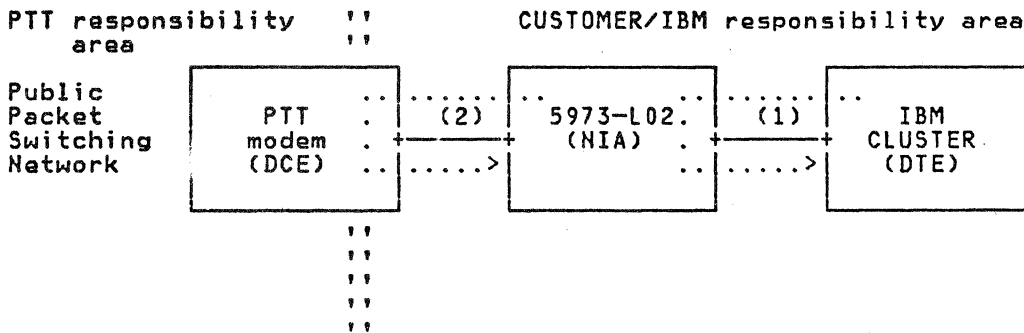 PTT responsibility '' CUSTOMER/IBM responsibility area
area ''
Public
Packet PTT (2) 5973-L02. (1) IBM
Switching modem (NIA) CLUSTER
Network (DCE) (DTE)
''
''
''
''
''